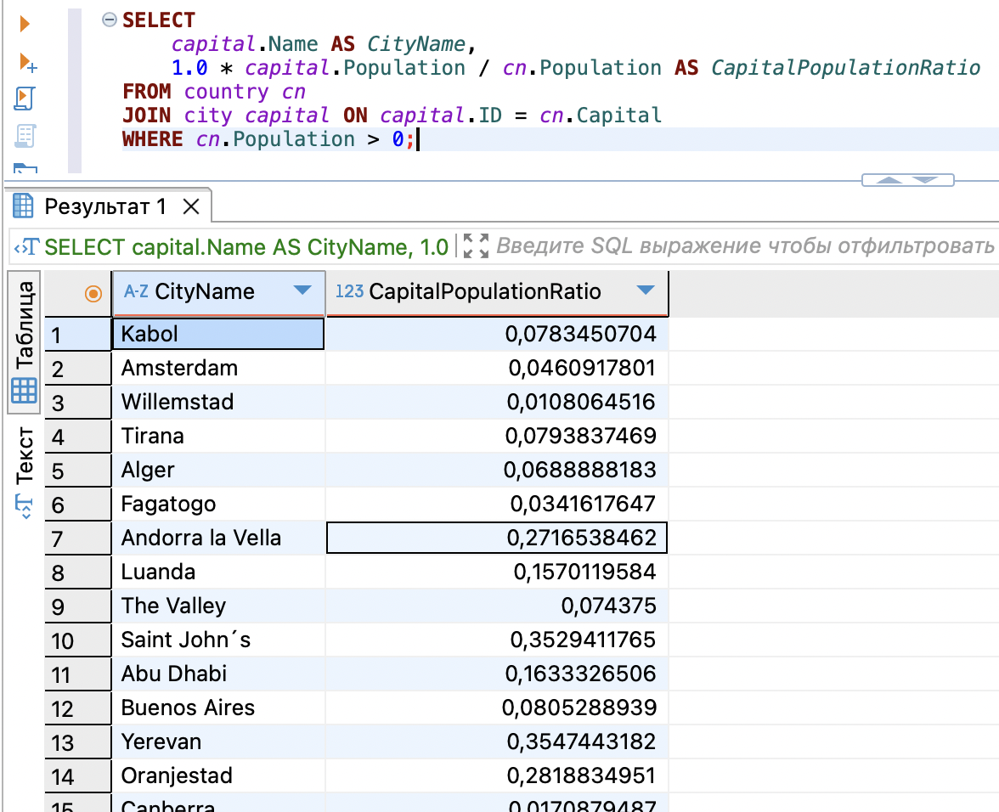 SELECT
capital.Name AS CityName,
1.0 * capital.Population / cn.Population AS CapitalPopulationRatio
FROM country cn
JOIN city capital ON capital.ID = cn.Capital
WHERE cn.Population > 0;
Результат 1
SELECT capital.Name AS CityName, 1.0 Введите SQL выражение чтобы отфильтровать
Таблица
Текст
A-Z CityName 123 CapitalPopulationRatio
1 Kabol 0,0783450704
2 Amsterdam 0,0460917801
3 Willemstad 0,0108064516
4 Tirana 0,0793837469
5 Alger 0,0688888183
6 Fagatogo 0,0341617647
7 Andorra la Vella 0,2716538462
8 Luanda 0,1570119584
9 The Valley 0,074375
10 Saint John´s 0,3529411765
11 Abu Dhabi 0,1633326506
12 Buenos Aires 0,0805288939
13 Yerevan 0,3547443182
14 Oranjestad 0,2818834951
15 Canberra 0,0170879487